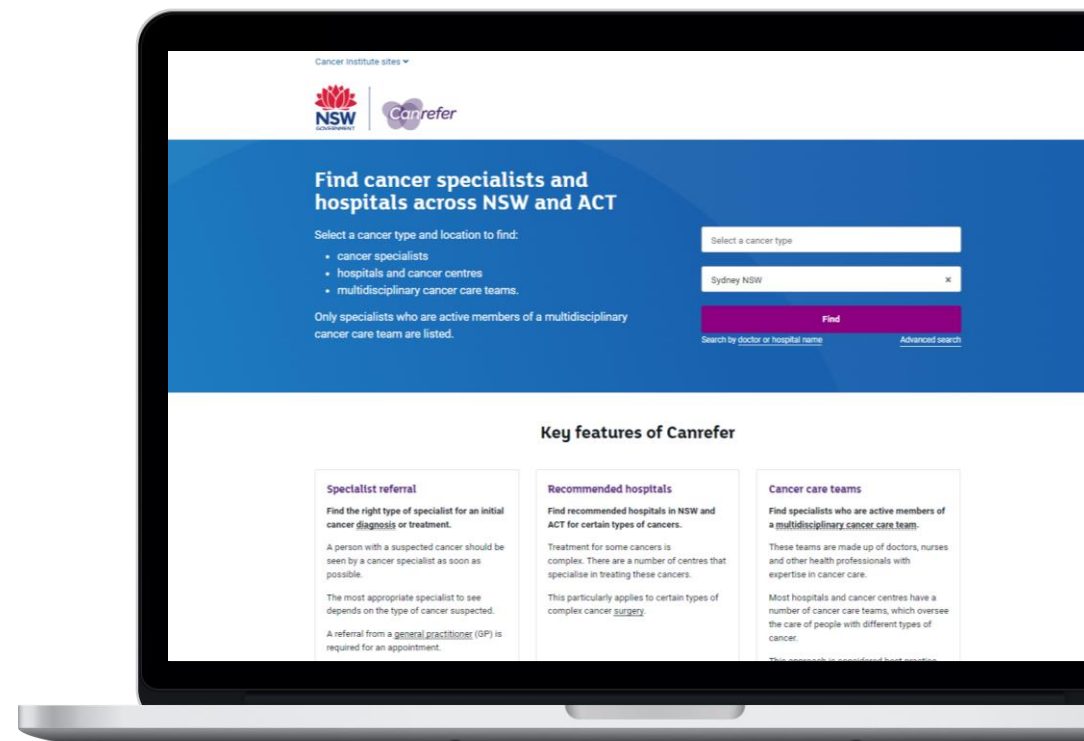 Cancer Institute sites
NSW
GOVERNMENT
Canrefer
Find cancer specialists and
hospitals across NSW and ACT
Select a cancer type and location to find:
• cancer specialists
• hospitals and cancer centres
• multidisciplinary cancer care teams.
Only specialists who are active members of a multidisciplinary
cancer care team are listed.
Select a cancer type
Sydney NSW ×
Find
Search by doctor or hospital name Advanced search
Key features of Canrefer
Specialist referral
Find the right type of specialist for an initial
cancer diagnosis or treatment.
A person with a suspected cancer should be
seen by a cancer specialist as soon as
possible.
The most appropriate specialist to see
depends on the type of cancer suspected.
A referral from a general practitioner (GP) is
required for an appointment.
Recommended hospitals
Find recommended hospitals in NSW and
ACT for certain types of cancers.
Treatment for some cancers is
complex. There are a number of centres that
specialise in treating these cancers.
This particularly applies to certain types of
complex cancer surgery.
Cancer care teams
Find specialists who are active members of
a multidisciplinary cancer care team.
These teams are made up of doctors, nurses
and other health professionals with
expertise in cancer care.
Most hospitals and cancer centres have a
number of cancer care teams, which oversee
the care of people with different types of
cancer.
This approach is considered best practice